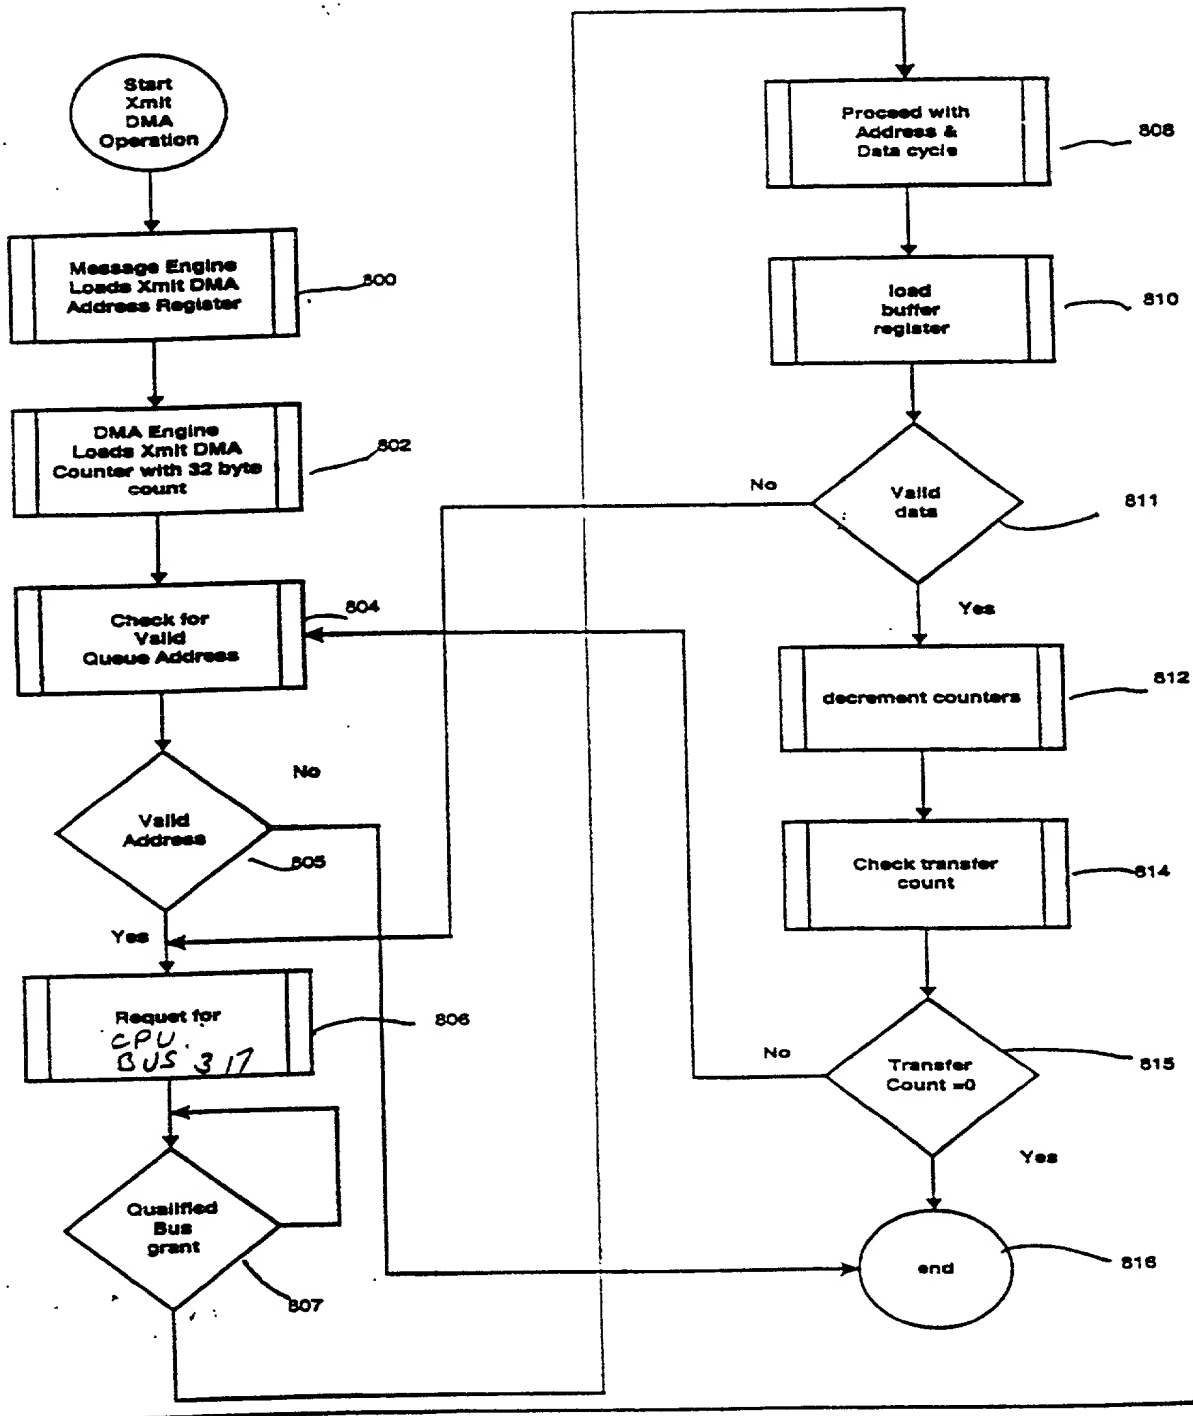 Start
Xmit
DMA
Operation
Message Engine
Loads Xmit DMA
Address Register
800
DMA Engine
Loads Xmit DMA
Counter with 32 byte
count
802
Check for
Valid
Queue Address
804
Valid
Address
805
No
Yes
Requet for
CPU
BUS 317
806
Qualified
Bus
grant
807
Proceed with
Address &
Data cycle
808
load
buffer
register
810
Valid
data
811
No
Yes
decrement counters
812
Check transfer
count
814
Transfer
Count =0
815
No
Yes
end
816